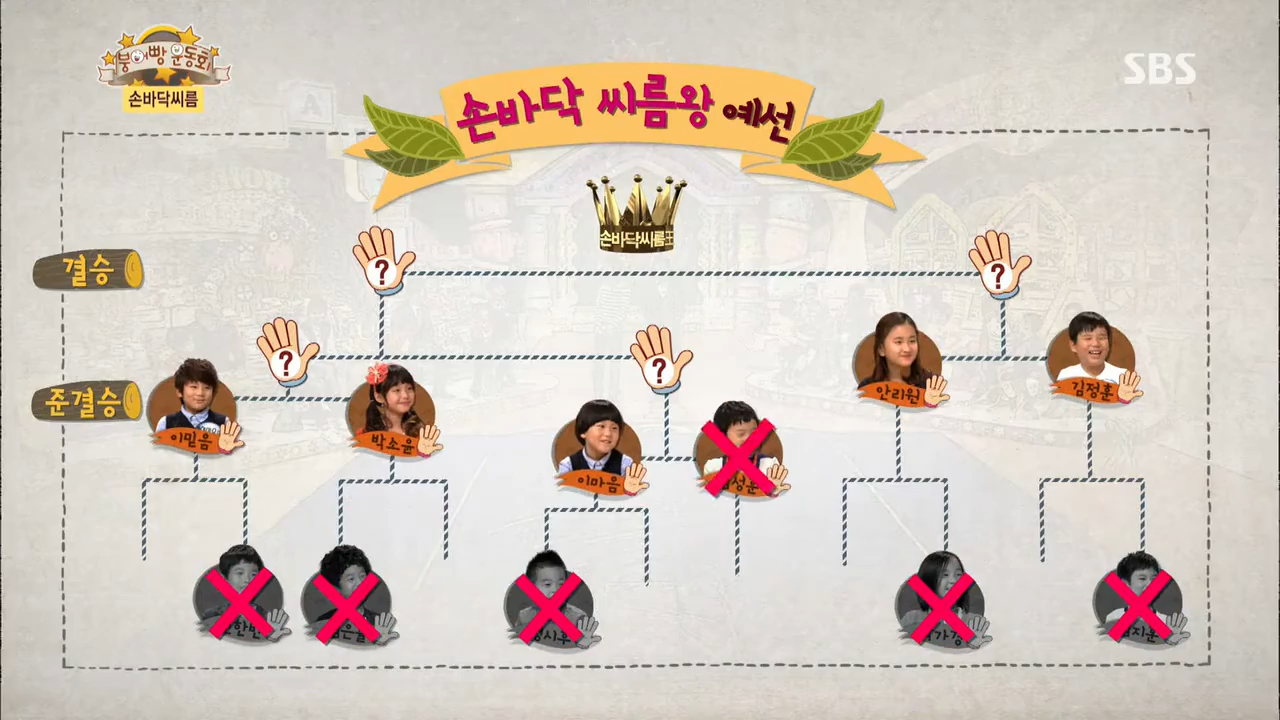 붕어빵 운동회
손바닥씨름
SBS
손바닥 씨름왕 예선
손바닥씨름王
결승
?
?
?
?
준결승
안리원
김정훈
이믿음
박소윤
이마음